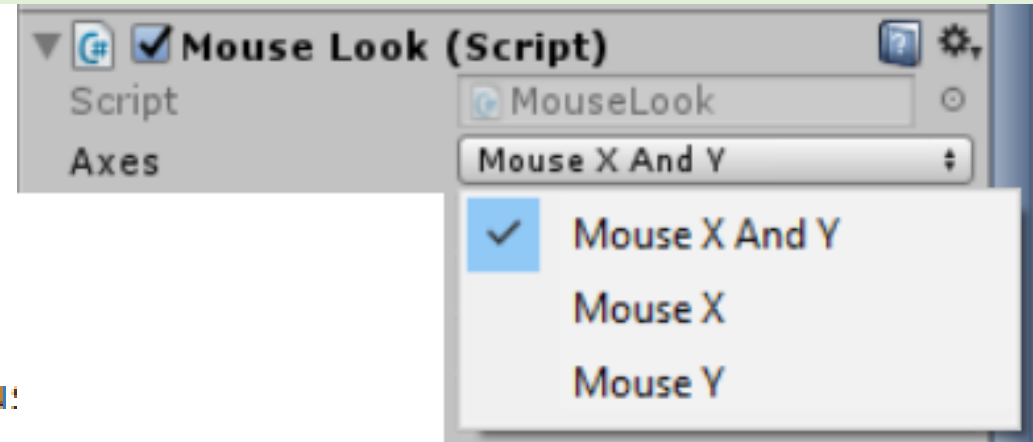 Mouse Look (Script)
Script MouseLook
Axes Mouse X And Y
Mouse X And Y
Mouse X
Mouse Y